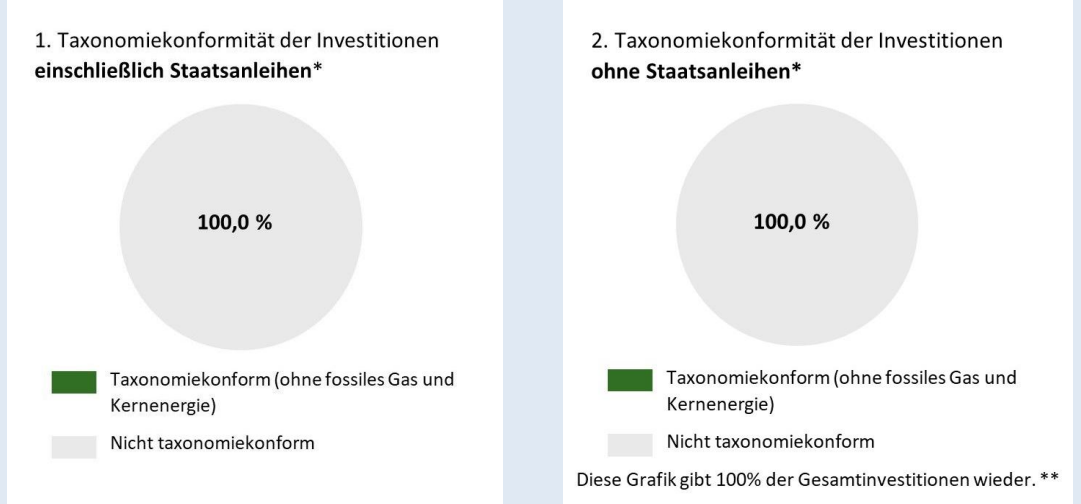 1. Taxonomiekonformität der Investitionen
einschließlich Staatsanleihen*
100,0 %
Taxonomiekonform (ohne fossiles Gas und
Kernenergie)
Nicht taxonomiekonform
2. Taxonomiekonformität der Investitionen
ohne Staatsanleihen*
100,0 %
Taxonomiekonform (ohne fossiles Gas und
Kernenergie)
Nicht taxonomiekonform
Diese Grafik gibt 100% der Gesamtinvestitionen wieder. **